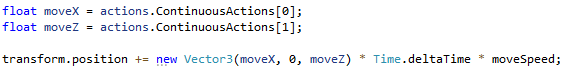 float moveX = actions.ContinuousActions[0];
float moveZ = actions.ContinuousActions[1];
transform.position += new Vector3(moveX, 0, moveZ) * Time.deltaTime * moveSpeed;